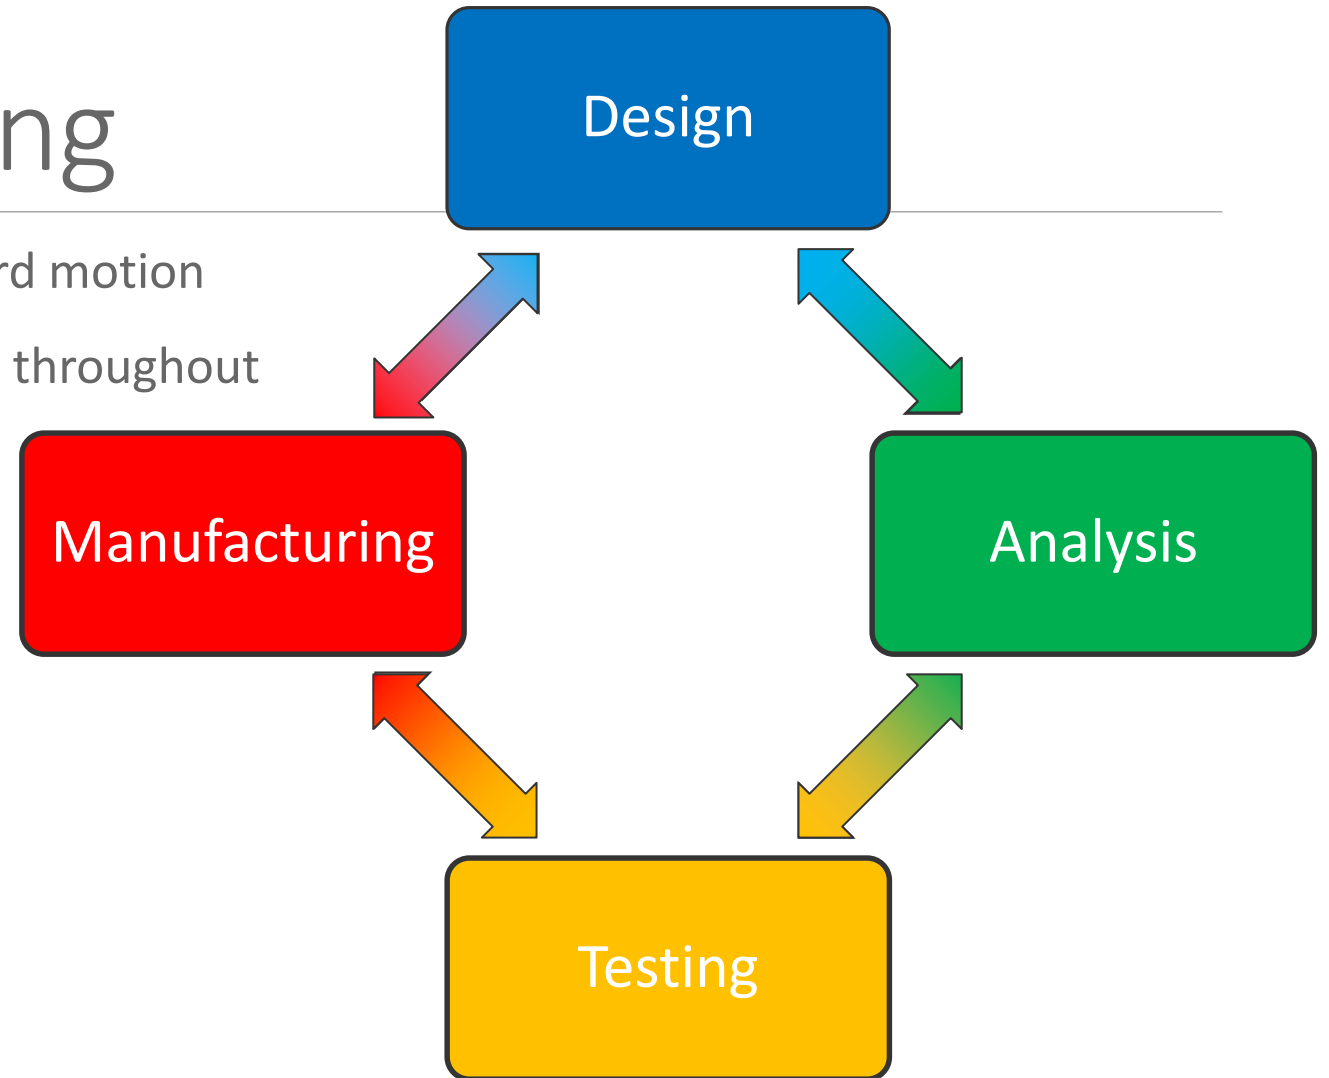 Design
ng
rd motion
throughout
Manufacturing
Analysis
Testing